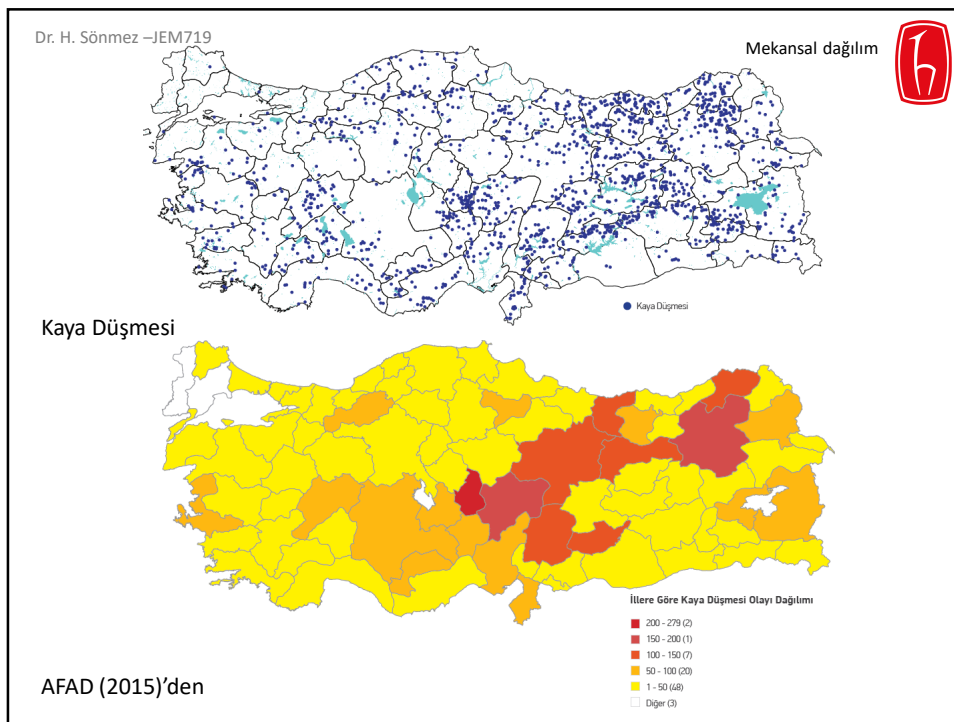 Dr. H. Sönmez –JEM719
Mekansal dağılım
Kaya Düşmesi
Kaya Düşmesi
İllere Göre Kaya Düşmesi Olayı Dağılımı
200 - 279 (2)
150 - 200 (1)
100 - 150 (7)
50 - 100 (20)
1 - 50 (48)
Diğer (3)
AFAD (2015)'den